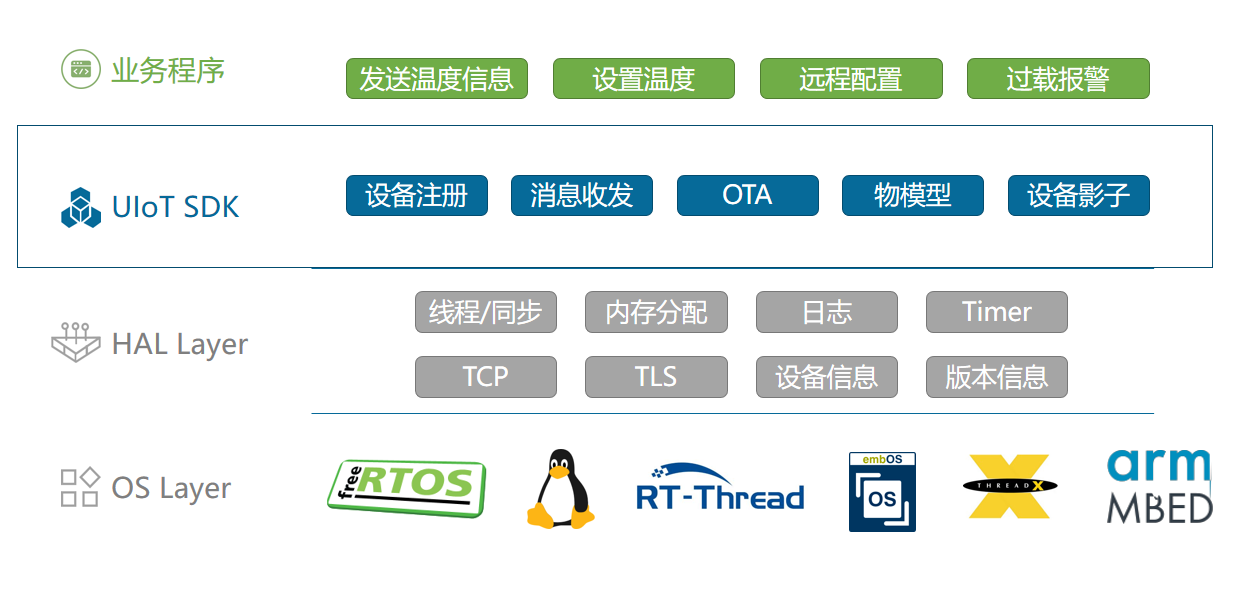 业务程序
发送温度信息
设置温度
远程配置
过载报警
UIoT SDK
设备注册
消息收发
OTA
物模型
设备影子
HAL Layer
线程/同步
内存分配
日志
Timer
TCP
TLS
设备信息
版本信息
OS Layer
free RTOS
RT-Thread
embOS
OS
THREADX
arm
MBED